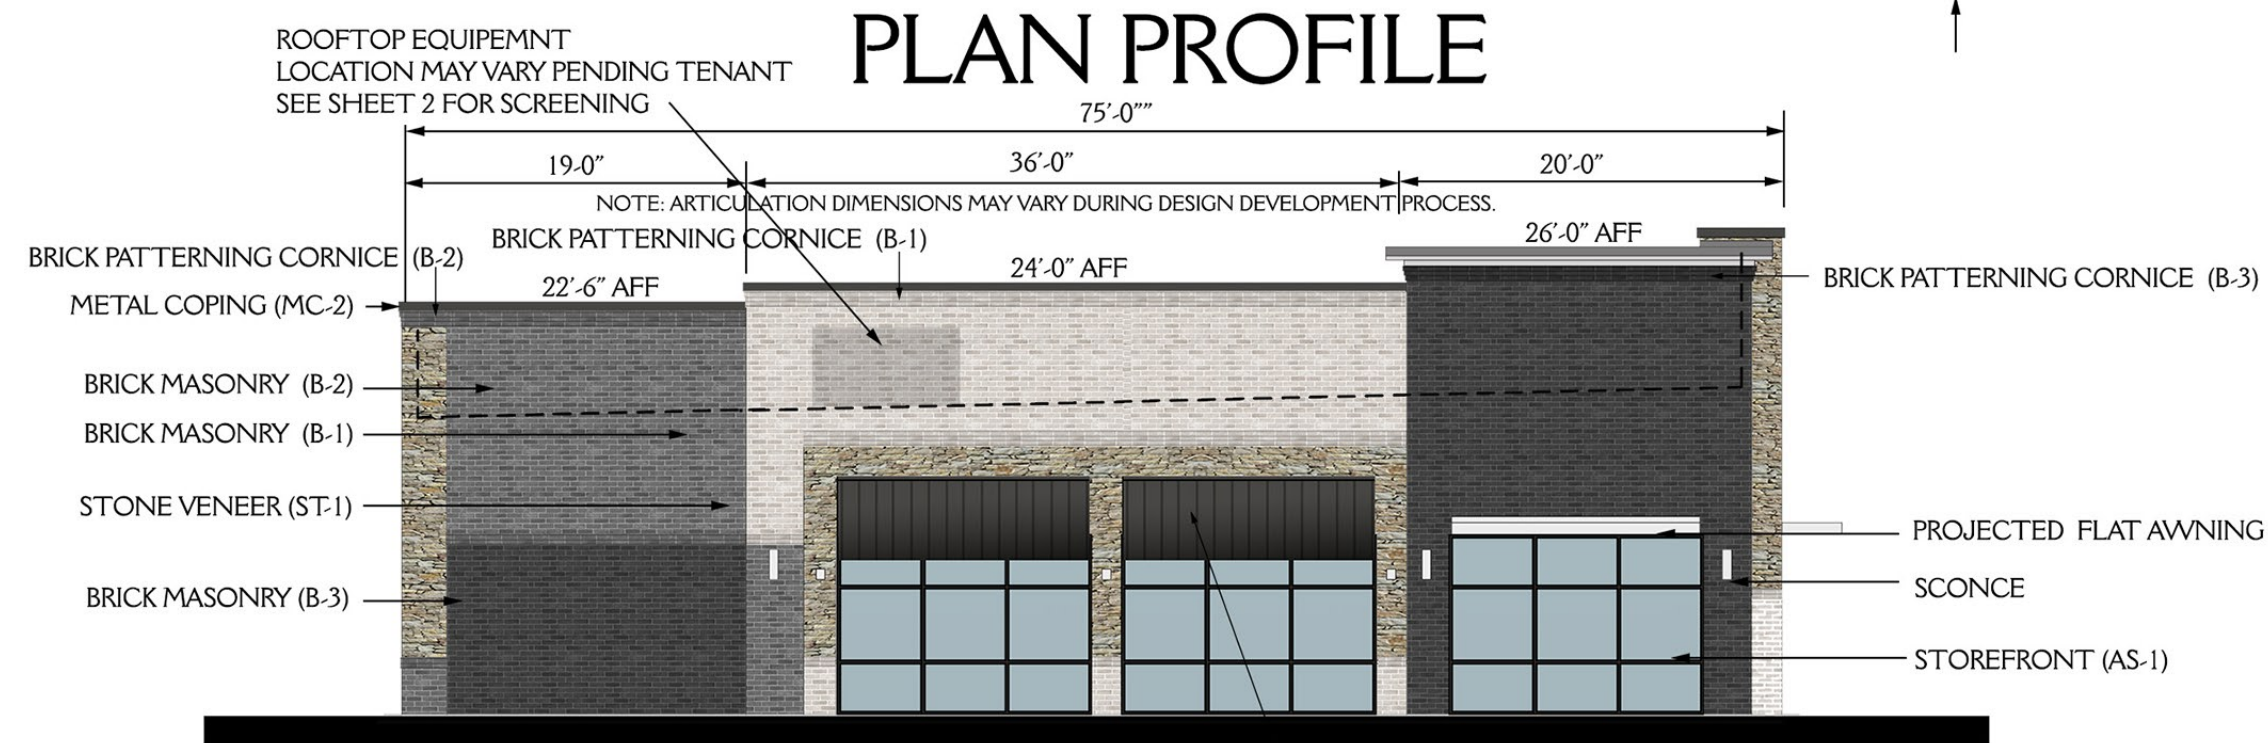 PLAN PROFILE
ROOFTOP EQUIPEMNT
LOCATION MAY VARY PENDING TENANT
SEE SHEET 2 FOR SCREENING
75'-0""
19-0"
36'-0"
20'-0"
NOTE: ARTICULATION DIMENSIONS MAY VARY DURING DESIGN DEVELOPMENT PROCESS.
BRICK PATTERNING CORNICE (B-2)
BRICK PATTERNING CORNICE (B-1)
26'-0" AFF
24'-0" AFF
22'-6" AFF
BRICK PATTERNING CORNICE (B-3)
METAL COPING (MC-2)
BRICK MASONRY (B-2)
BRICK MASONRY (B-1)
STONE VENEER (ST-1)
BRICK MASONRY (B-3)
PROJECTED FLAT AWNING
SCONCE
STOREFRONT (AS-1)